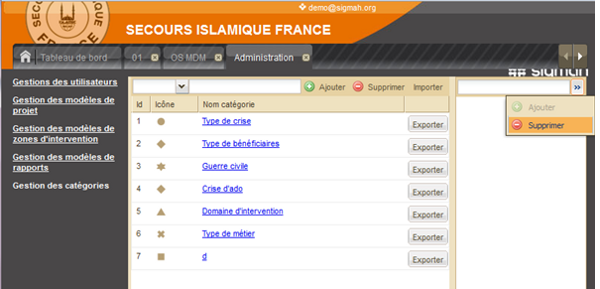 demo@sigmah.org
SECOURS ISLAMIQUE
FRANCE
SECOURS ISLAMIQUE FRANCE
Tableau de bord 01 OS MDM Administration
sigmah
Gestions des utilisateurs
Gestion des modèles de
projet
Gestion des modèles de
zones d'intervention
Gestion des modèles de
rapports
Gestion des catégories
Ajouter Supprimer Importer
Id Icône Nom catégorie
1 Type de crise Exporter
2 Type de bénéficiaires Exporter
3 Guerre civile Exporter
4 Crise d'ado Exporter
5 Domaine d'intervention Exporter
6 Type de métier Exporter
7 d Exporter
Ajouter
Supprimer